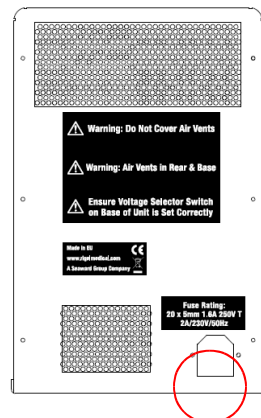 Warning: Do Not Cover Air Vents
Warning: Air Vents in Rear & Base
Ensure Voltage Selector Switch
on Base of Unit is Set Correctly
Made in EU
www.rigelmedical.com
A Seaward Group Company
CE
Fuse Rating:
20 x 5mm 1.6A 250V T
2A/230V/50Hz